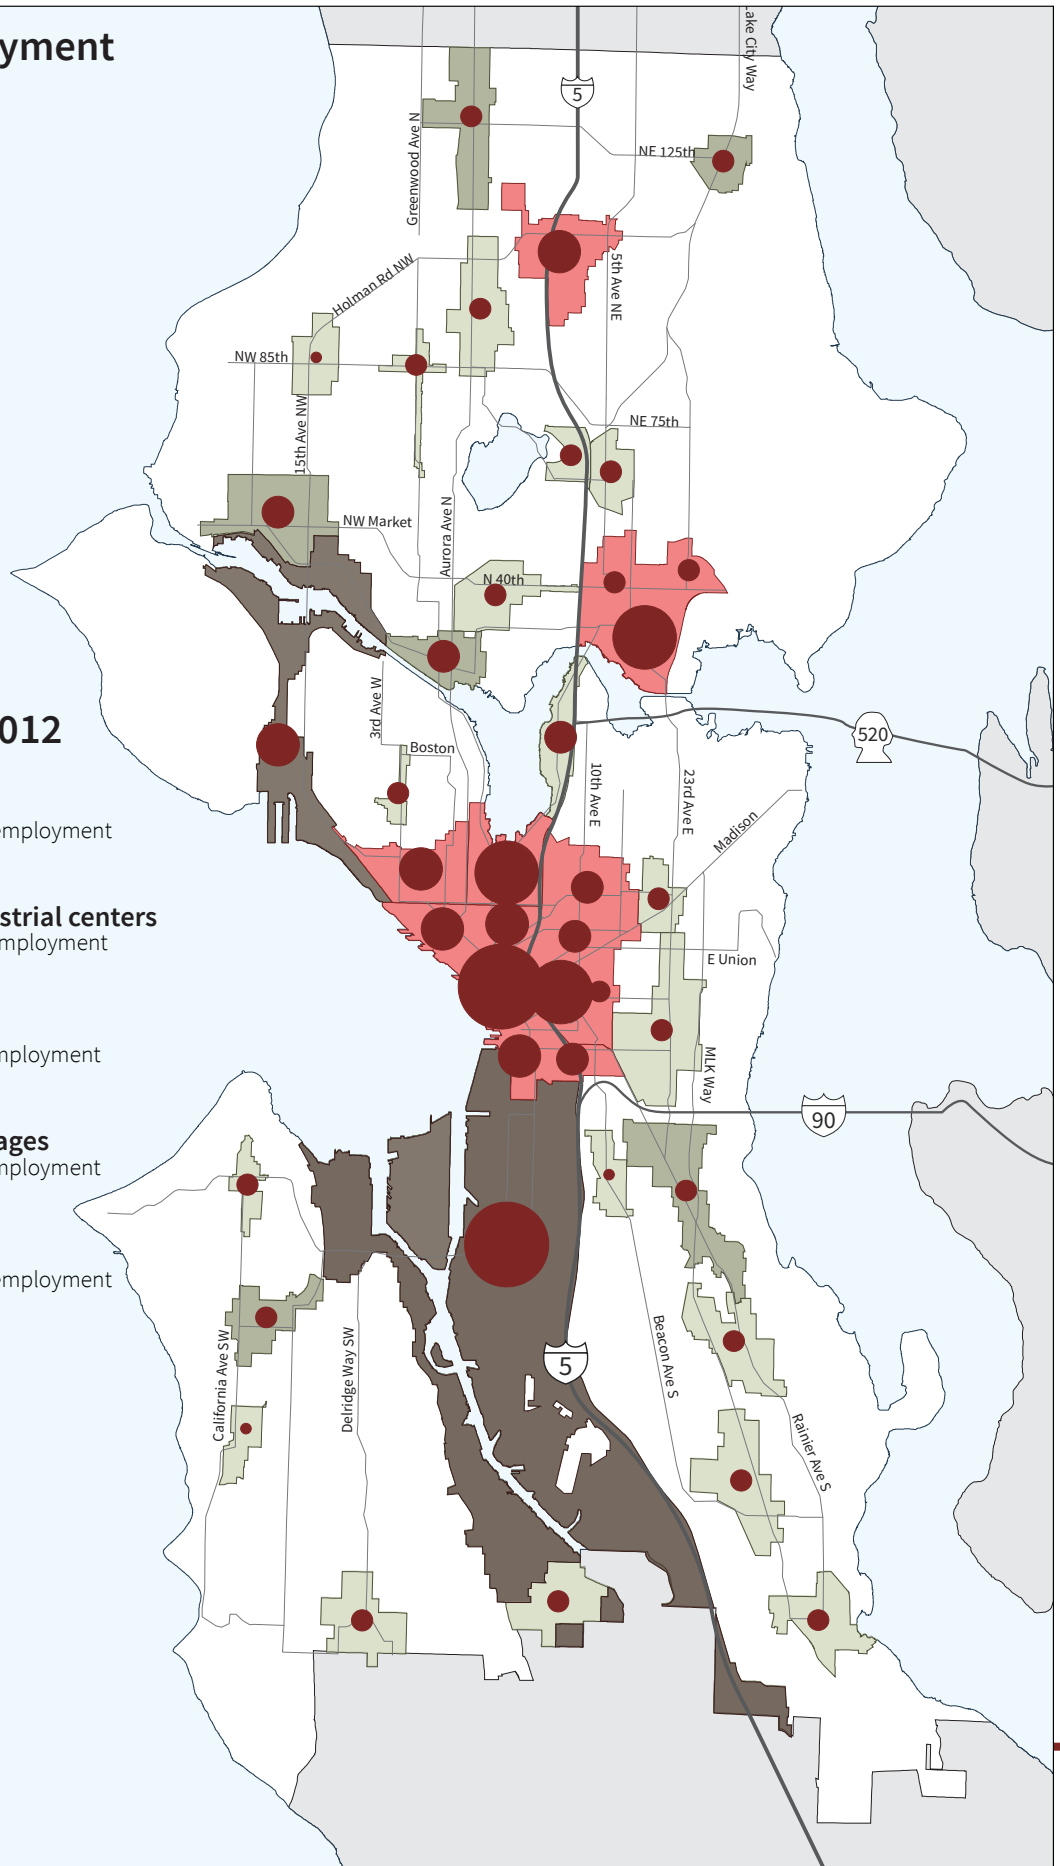 yment
012
employment
strial centers
mployment
mployment
ages
mployment
employment
Lake City Way
5
Greenwood Ave N
NE 125th
5th Ave NE
Holman Rd NW
NW 85th
15th Ave NW
NE 75th
NW Market
Aurora Ave N
N 40th
3rd Ave W
Boston
520
10th Ave E
23rd Ave E
Madison
E Union
MLK Way
90
5
California Ave SW
Delridge Way SW
Beacon Ave S
Rainier Ave S